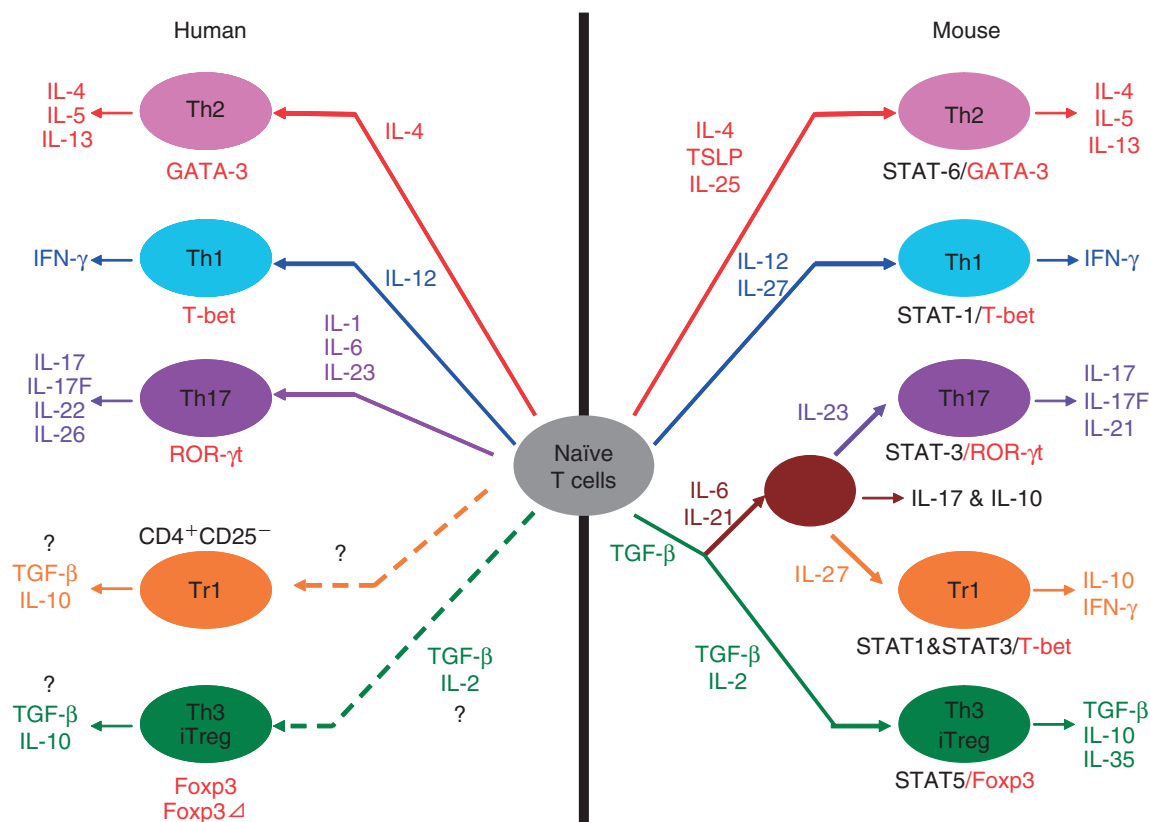 Human
IL-4
IL-5
IL-13
Th2
GATA-3
IL-4
IFN-γ
Th1
T-bet
IL-12
IL-17
IL-17F
IL-22
IL-26
Th17
ROR-γt
IL-1
IL-6
IL-23
?
TGF-β
IL-10
CD4+CD25−
Tr1
?
?
TGF-β
IL-10
Th3
iTreg
Foxp3
Foxp3⊿
TGF-β
IL-2
?
Naïve
T cells
Mouse
IL-4
TSLP
IL-25
Th2
STAT-6/GATA-3
IL-4
IL-5
IL-13
IL-12
IL-27
Th1
STAT-1/T-bet
IFN-γ
IL-23
Th17
STAT-3/ROR-γt
IL-17
IL-17F
IL-21
IL-6
IL-21
IL-17 & IL-10
TGF-β
IL-27
Tr1
STAT1&STAT3/T-bet
IL-10
IFN-γ
TGF-β
IL-2
Th3
iTreg
STAT5/Foxp3
TGF-β
IL-10
IL-35